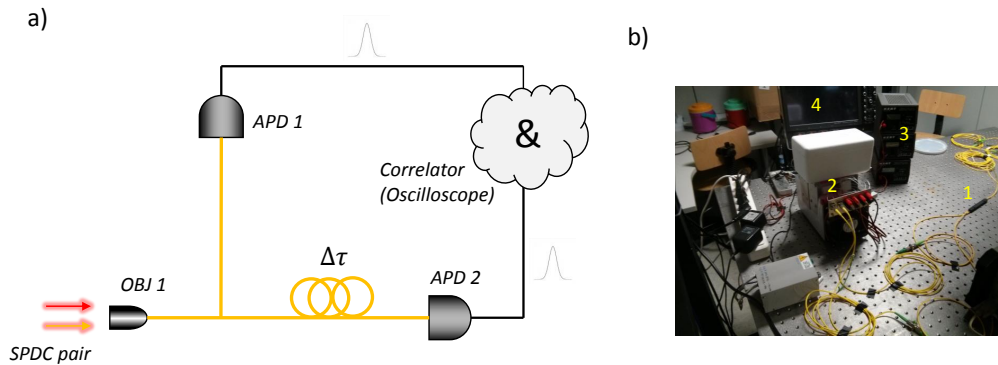 a)
APD 1
&
Correlator
(Oscilloscope)
Δτ
APD 2
OBJ 1
SPDC pair
b)
4
3
2
1